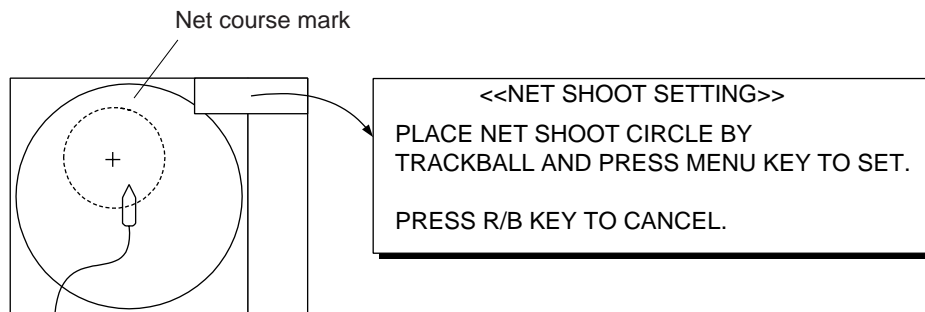 Net course mark
<<NET SHOOT SETTING>>
PLACE NET SHOOT CIRCLE BY
TRACKBALL AND PRESS MENU KEY TO SET.
PRESS R/B KEY TO CANCEL.